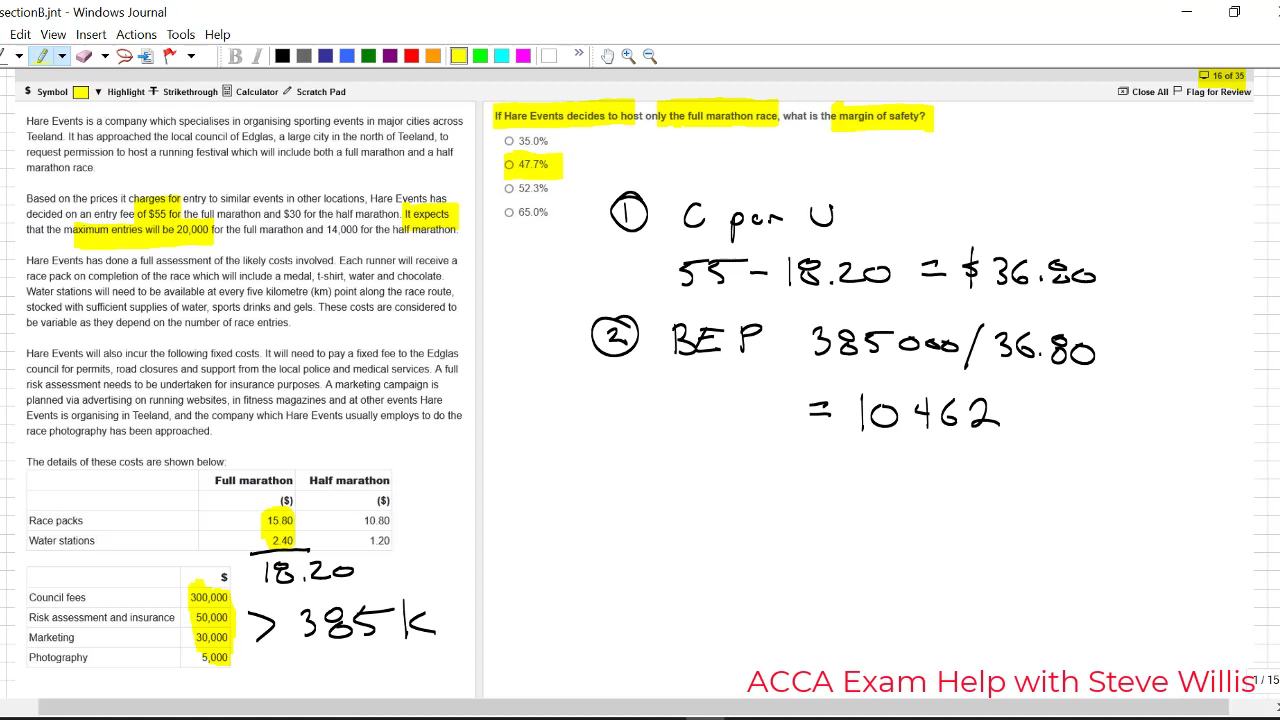 sectionB.jnt - Windows Journal
Edit View Insert Actions Tools Help
B I »
16 of 35
$ Symbol ▼ Highlight Strikethrough Calculator Scratch Pad
Close All Flag for Review
Hare Events is a company which specialises in organising sporting events in major cities across
Teeland. It has approached the local council of Edglas, a large city in the north of Teeland, to
request permission to host a running festival which will include both a full marathon and a half
marathon race.
Based on the prices it charges for entry to similar events in other locations, Hare Events has
decided on an entry fee of $55 for the full marathon and $30 for the half marathon. It expects
that the maximum entries will be 20,000 for the full marathon and 14,000 for the half marathon.
Hare Events has done a full assessment of the likely costs involved. Each runner will receive a
race pack on completion of the race which will include a medal, t-shirt, water and chocolate.
Water stations will need to be available at every five kilometre (km) point along the race route,
stocked with sufficient supplies of water, sports drinks and gels. These costs are considered to
be variable as they depend on the number of race entries.
Hare Events will also incur the following fixed costs. It will need to pay a fixed fee to the Edglas
council for permits, road closures and support from the local police and medical services. A full
risk assessment needs to be undertaken for insurance purposes. A marketing campaign is
planned via advertising on running websites, in fitness magazines and at other events Hare
Events is organising in Teeland, and the company which Hare Events usually employs to do the
race photography has been approached.
The details of these costs are shown below:
Full marathon Half marathon
($) ($)
Race packs 15.80 10.80
Water stations 2.40 1.20
18.20
$
Council fees 300,000
Risk assessment and insurance 50,000
Marketing 30,000
Photography 5,000
> 385k
If Hare Events decides to host only the full marathon race, what is the margin of safety?
35.0%
47.7%
52.3%
65.0%
1 C per U
55 - 18.20 = $36.80
2 BEP 385000/36.80
= 10462
ACCA Exam Help with Steve Willis
1 / 15